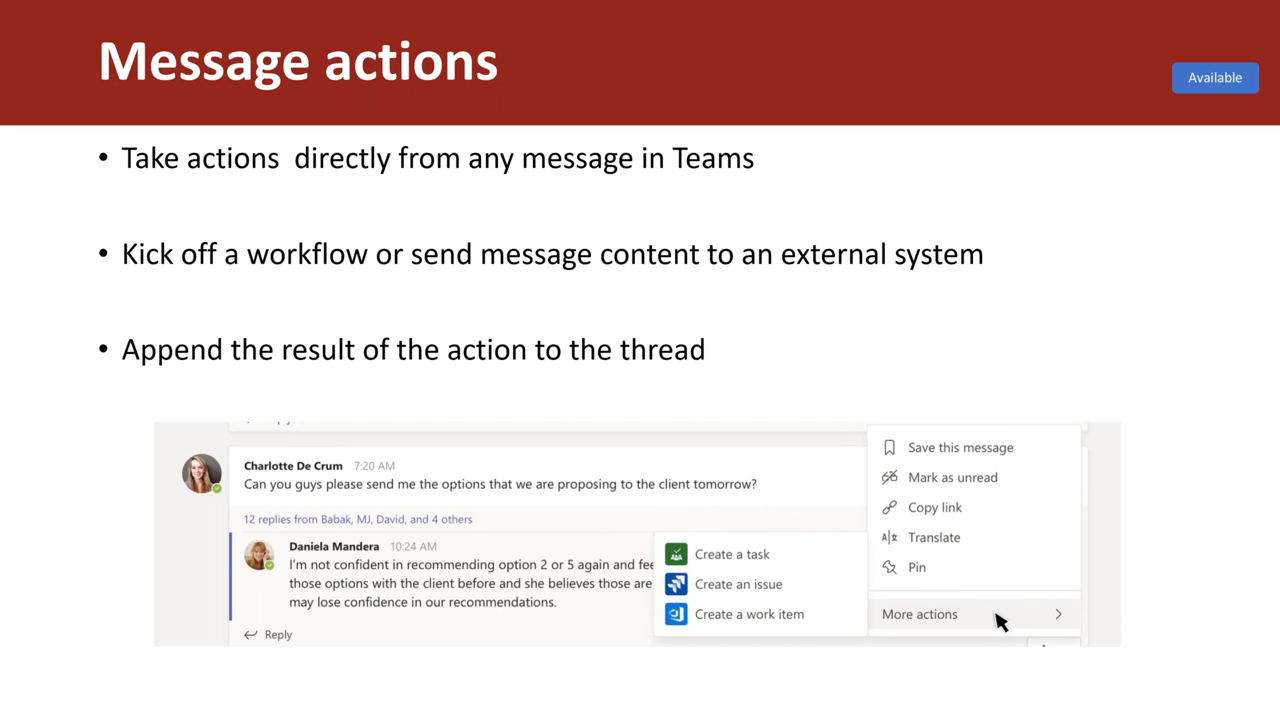 Message actions
Available
• Take actions  directly from any message in Teams
• Kick off a workflow or send message content to an external system
• Append the result of the action to the thread
Charlotte De Crum 7:20 AM
Can you guys please send me the options that we are proposing to the client tomorrow?
12 replies from Babak, MJ, David, and 4 others
Daniela Mandera 10:24 AM
I'm not confident in recommending option 2 or 5 again and
those options with the client before and she believes those are
may lose confidence in our recommendations.
Reply
Create a task
Create an issue
Create a work item
Save this message
Mark as unread
Copy link
Translate
Pin
More actions